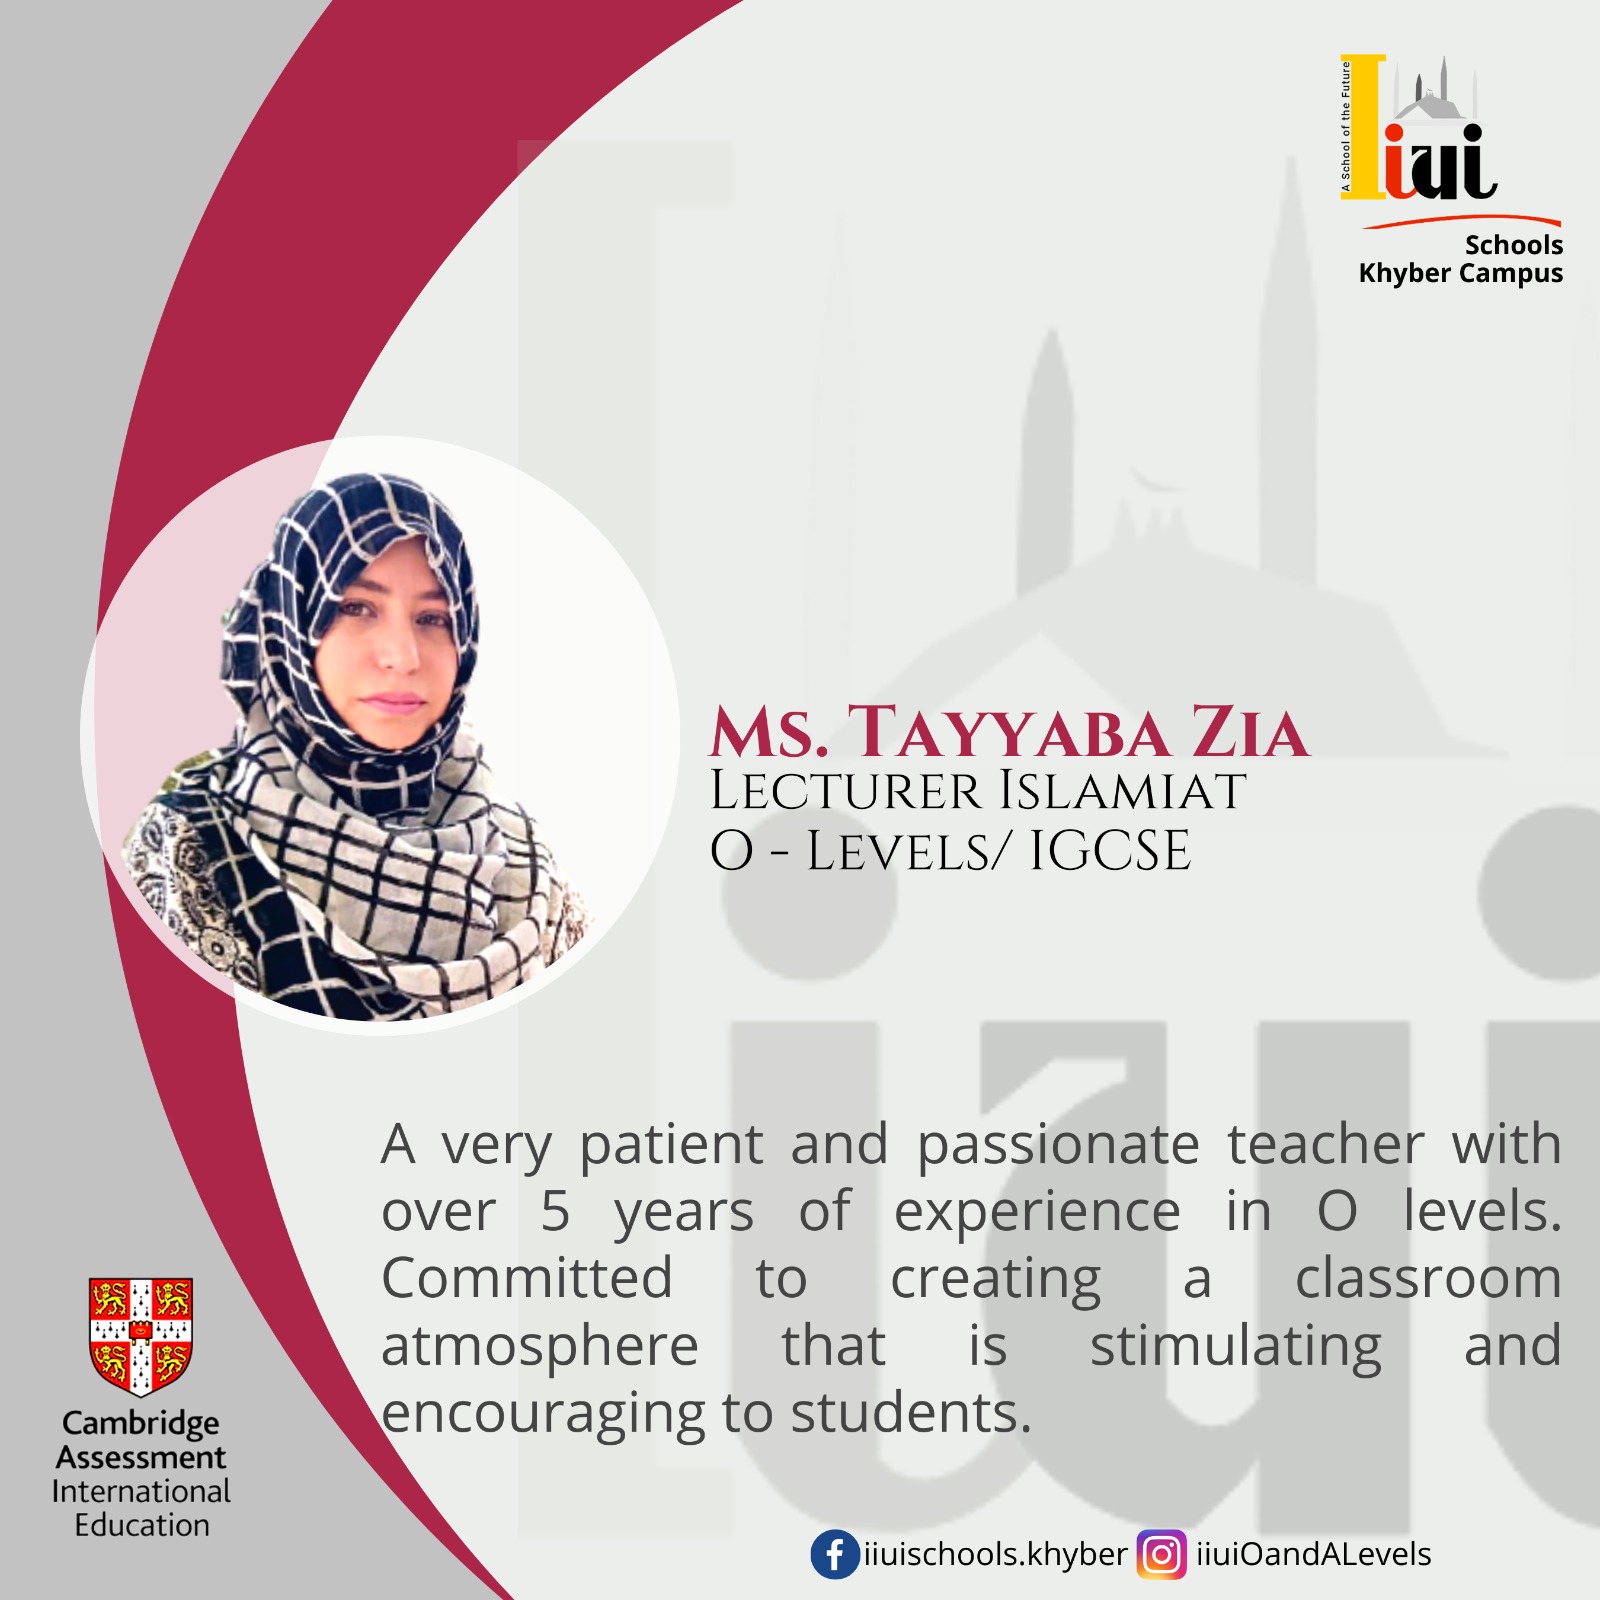 A School of the Future
Iiui
Schools
Khyber Campus
Ms. Tayyaba Zia
Lecturer Islamiat
O - Levels/ IGCSE
A very patient and passionate teacher with
over 5 years of experience in O levels.
Committed to creating a classroom
atmosphere that is stimulating and
encouraging to students.
Cambridge
Assessment
International
Education
iiuischools.khyber iiuiOandALevels